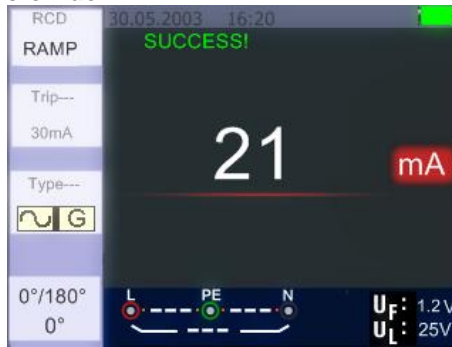 RCD
RAMP
Trip---
30mA
Type---
G
0°/180°
0°
30.05.2003 16:20
SUCCESS!
21
mA
L PE N
UF: 1.2V
UL: 25V